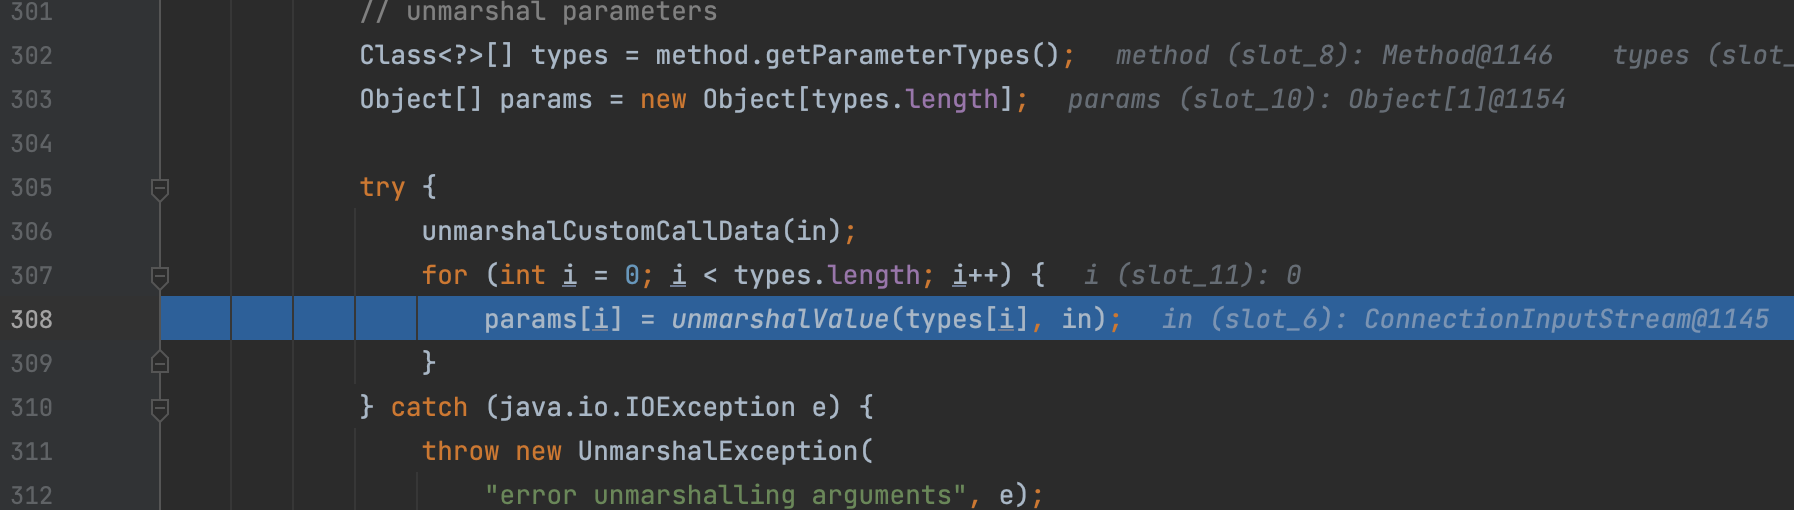 301 // unmarshal parameters
302 Class<?>[] types = method.getParameterTypes(); method (slot_8): Method@1146 types (slot_
303 Object[] params = new Object[types.length]; params (slot_10): Object[1]@1154
304
305 try {
306 unmarshalCustomCallData(in);
307 for (int i = 0; i < types.length; i++) { i (slot_11): 0
308 params[i] = unmarshalValue(types[i], in); in (slot_6): ConnectionInputStream@1145
309 }
310 } catch (java.io.IOException e) {
311 throw new UnmarshalException(
312 "error unmarshalling arguments", e);